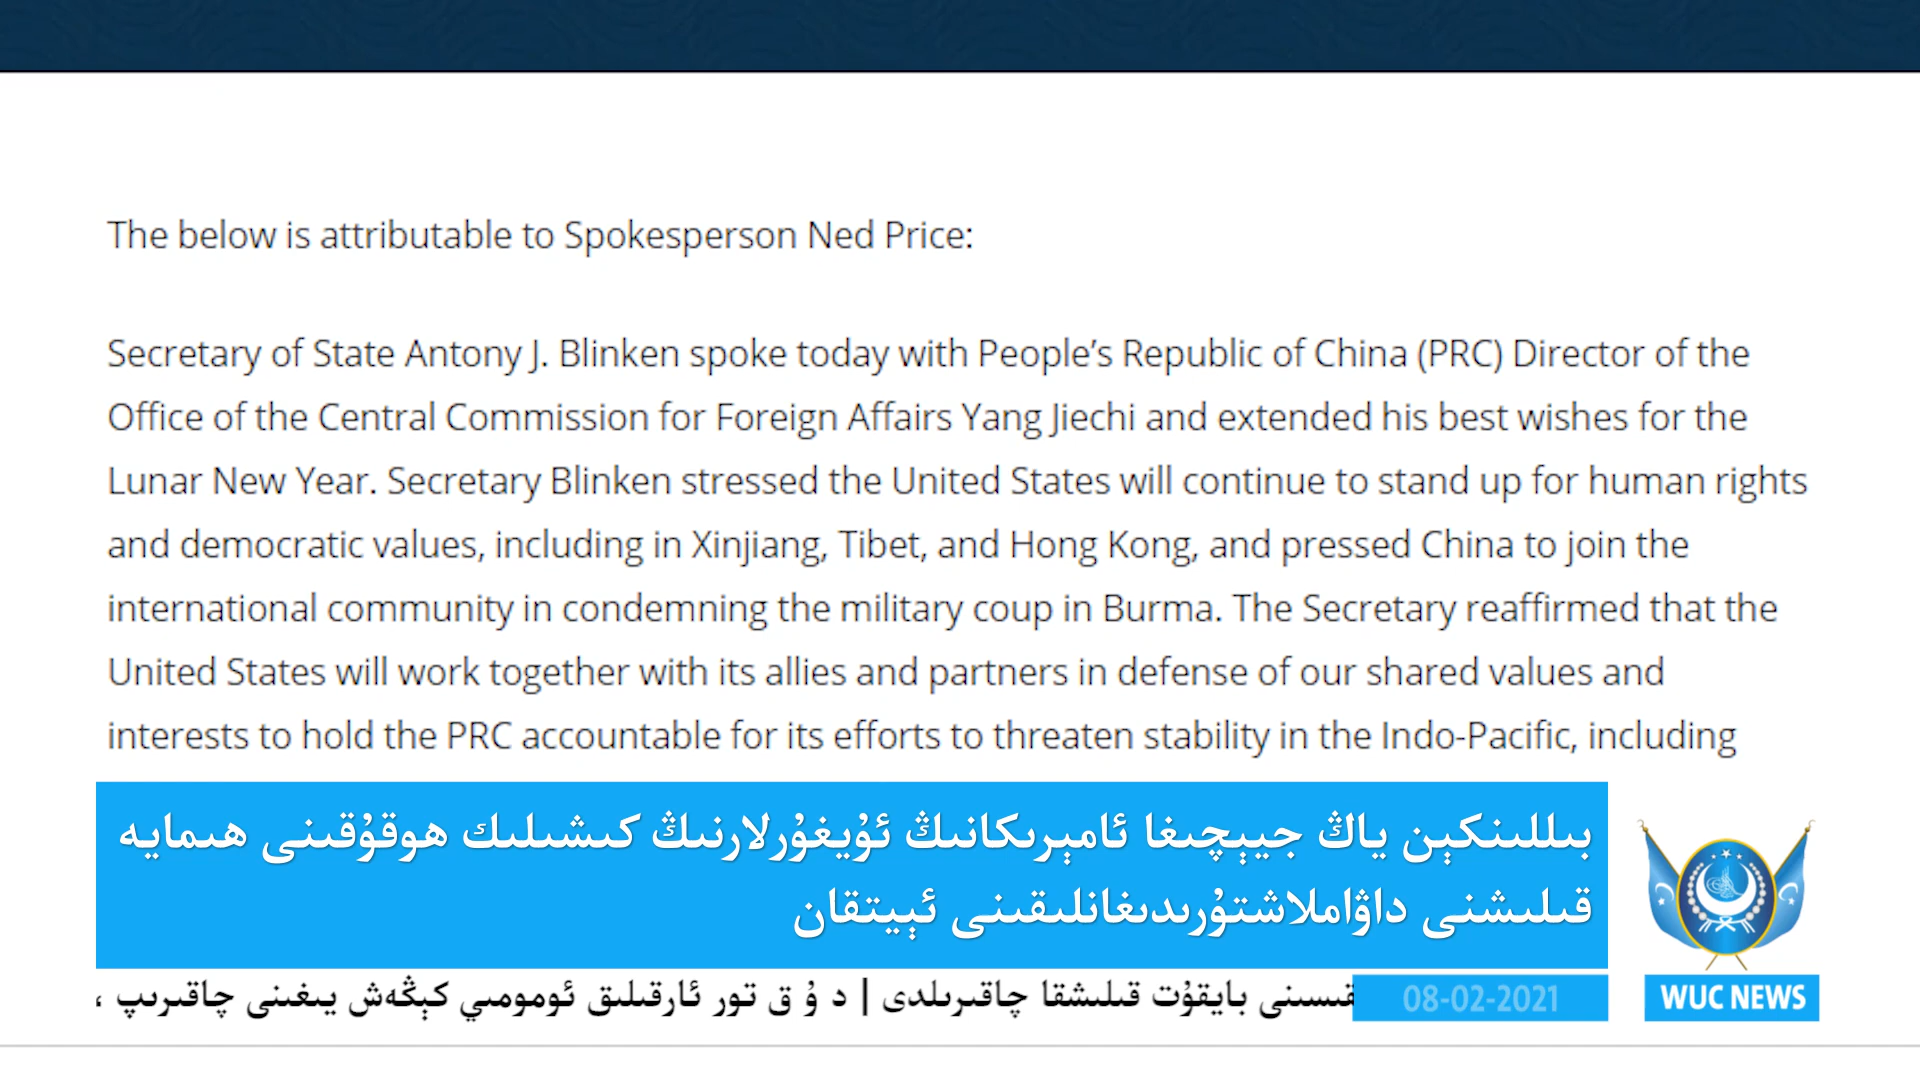 The below is attributable to Spokesperson Ned Price:
Secretary of State Antony J. Blinken spoke today with People’s Republic of China (PRC) Director of the
Office of the Central Commission for Foreign Affairs Yang Jiechi and extended his best wishes for the
Lunar New Year. Secretary Blinken stressed the United States will continue to stand up for human rights
and democratic values, including in Xinjiang, Tibet, and Hong Kong, and pressed China to join the
international community in condemning the military coup in Burma. The Secretary reaffirmed that the
United States will work together with its allies and partners in defense of our shared values and
interests to hold the PRC accountable for its efforts to threaten stability in the Indo-Pacific, including
بىللىنكېن ياڭ جيېچىغا ئامېرىكانىڭ ئۇيغۇرلارنىڭ كىشىلىك هوقۇقىنى هىمايە
قىلىشنى داۋاملاشتۇرىدىغانلىقىنى ئېيتقان
قىسىنى بايقۇت قىلىشقا چاقىرىلدى | د ۇ ق تور ئارقىلىق ئومومىي كېڭەش يىغىنى چاقىرىپ ،
08-02-2021
WUC NEWS